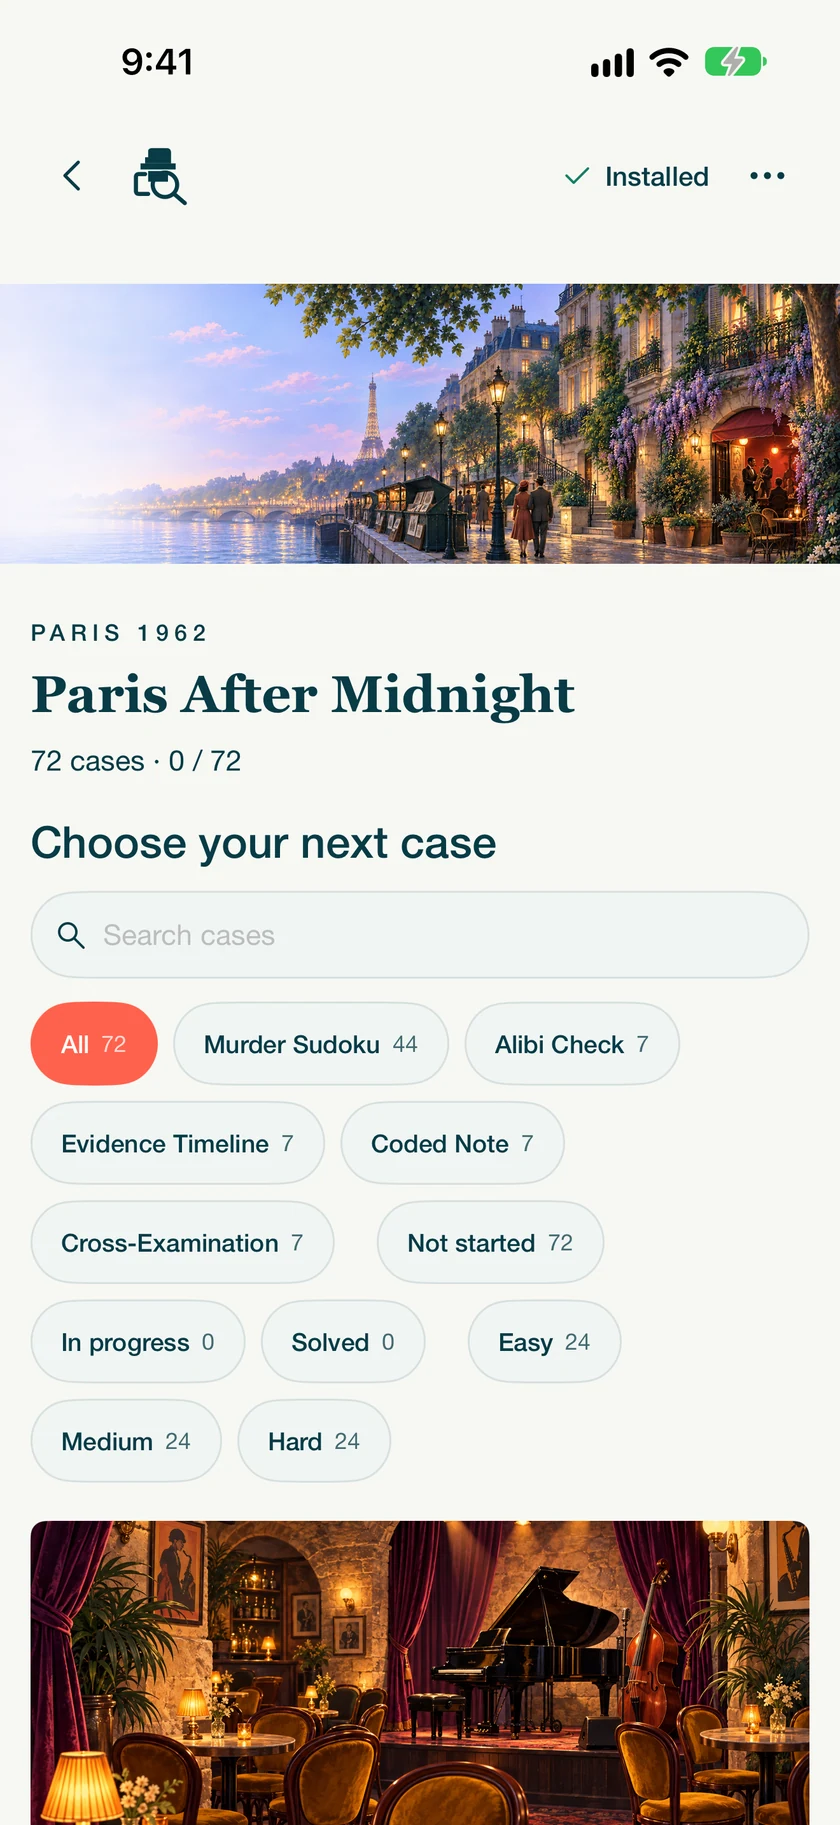 9:41
Installed
PARIS 1962
Paris After Midnight
72 cases · 0 / 72
Choose your next case
Search cases
All 72 Murder Sudoku 44 Alibi Check 7
Evidence Timeline 7 Coded Note 7
Cross-Examination 7 Not started 72
In progress 0 Solved 0 Easy 24
Medium 24 Hard 24